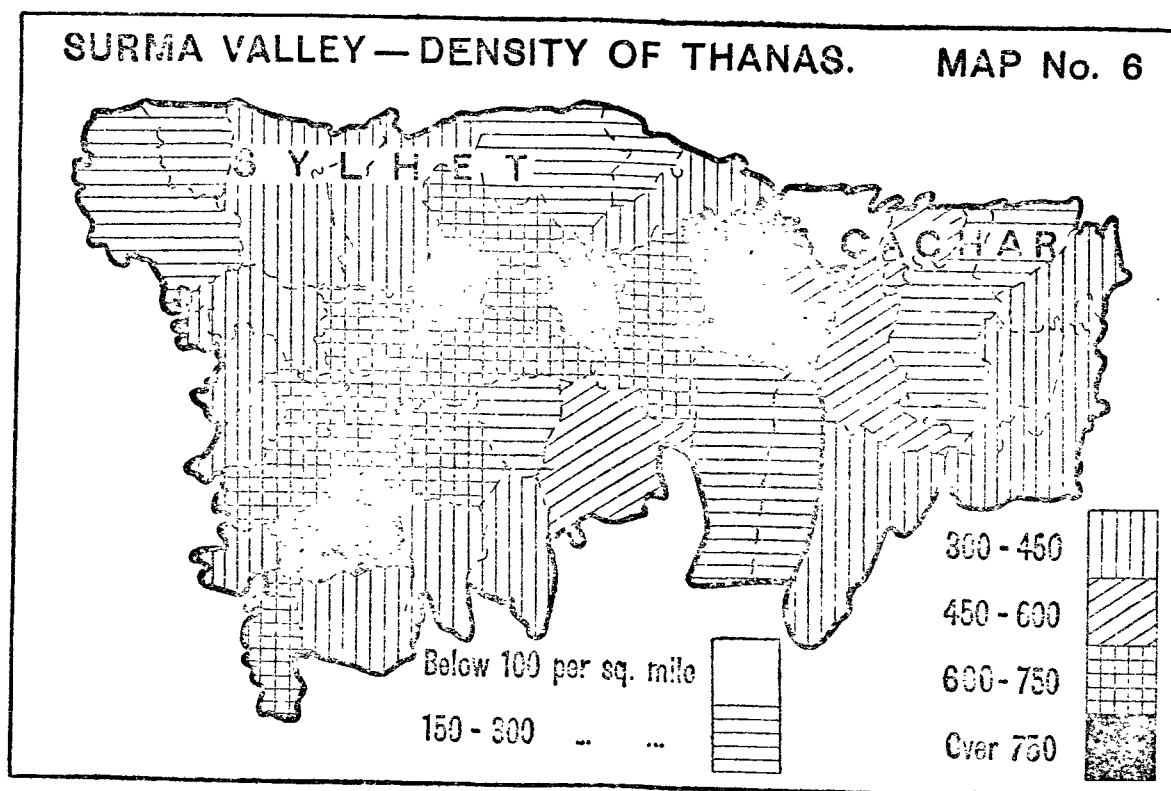 SURMA VALLEY — DENSITY OF THANAS. MAP No. 6
SYLHET
CACHAR
300 - 450
450 - 600
Below 100 per sq. mile
600 - 750
150 - 300 ... ...
Over 750